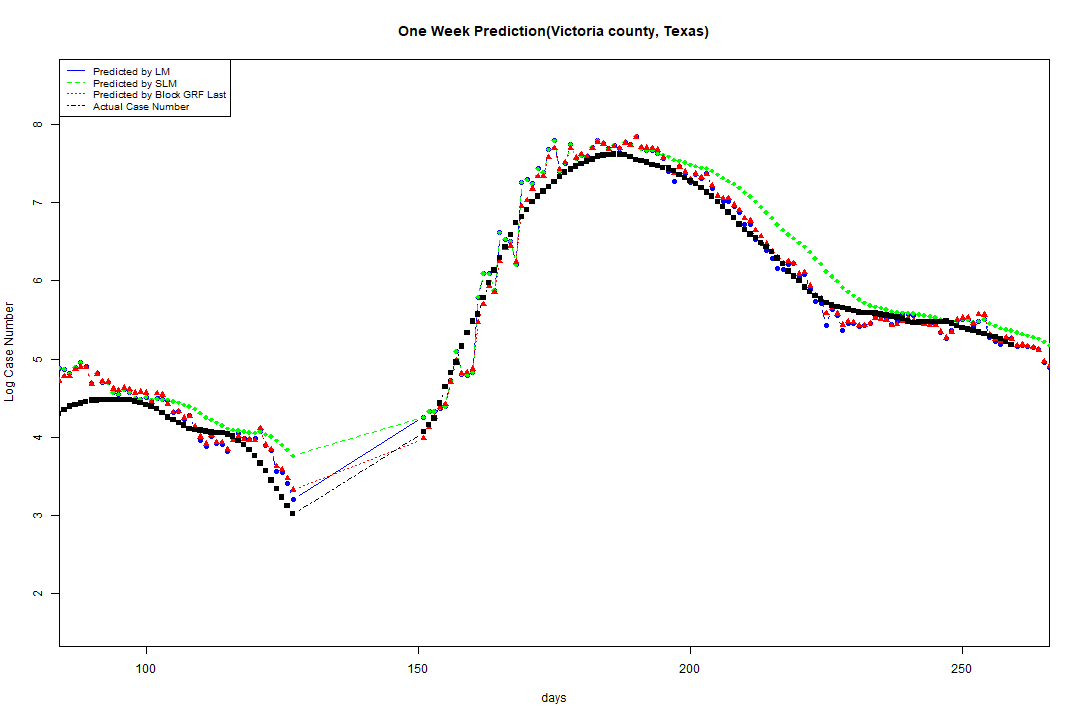 One Week Prediction(Victoria county, Texas)
Predicted by LM
Predicted by SLM
Predicted by Block GRF Last
Actual Case Number
Log Case Number
8
7
6
5
4
3
2
100
150
200
250
days